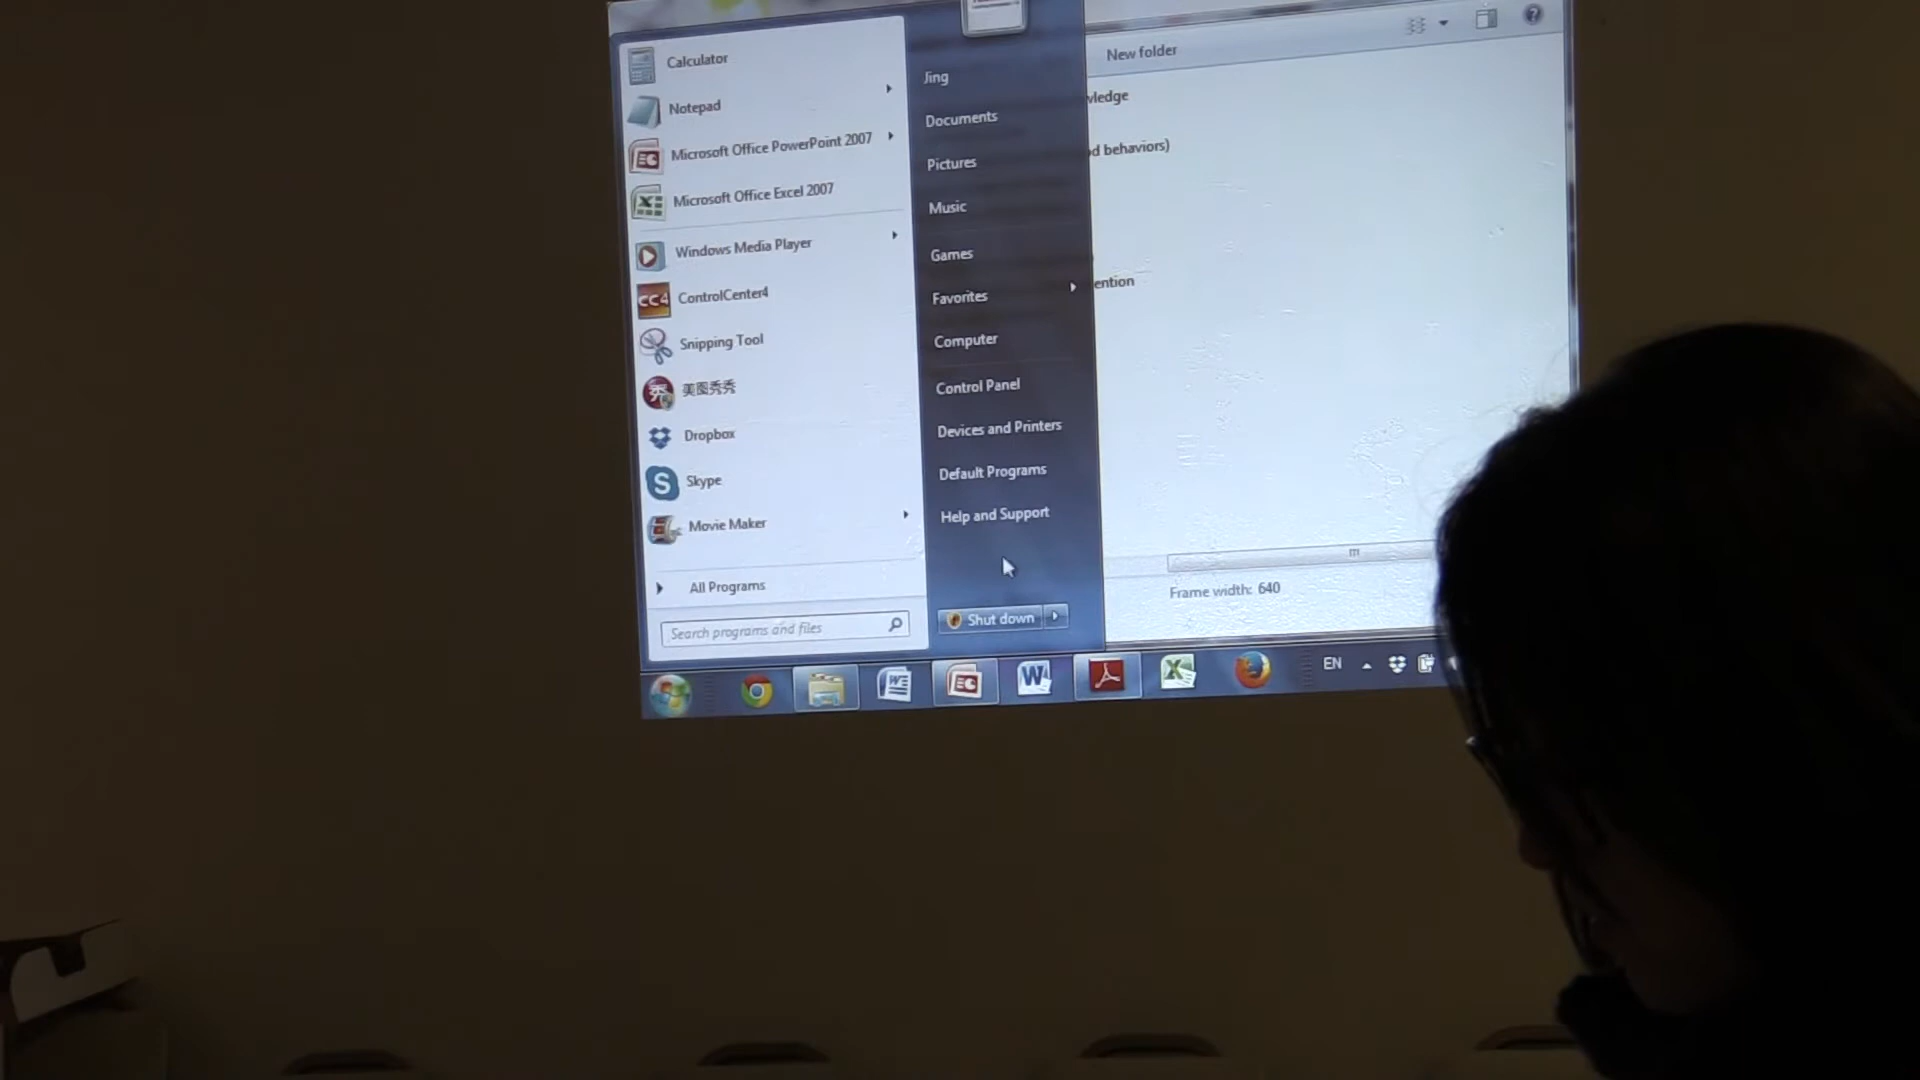 Calculator
Notepad
Microsoft Office PowerPoint 2007
Microsoft Office Excel 2007
Windows Media Player
CC4 ControlCenter4
Snipping Tool
秀 美图秀秀
Dropbox
S Skype
Movie Maker
All Programs
Search programs and files
Jing
Documents
Pictures
Music
Games
Favorites
Computer
Control Panel
Devices and Printers
Default Programs
Help and Support
Shut down
New folder
wledge
d behaviors)
ention
Frame width: 640
EN